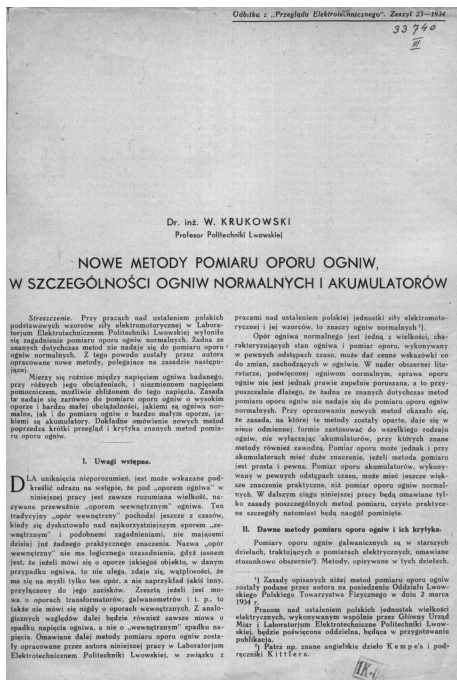 Odbitka z „Przeglądu Elektrotechnicznego". Zeszyt 23—1934
33740
III
Dr. inż. W. KRUKOWSKI
Profesor Politechniki Lwowskiej
NOWE METODY POMIARU OPORU OGNIW,
W SZCZEGÓLNOŚCI OGNIW NORMALNYCH I AKUMULATORÓW
Streszczenie. Przy pracach nad ustaleniem polskich
podstawowych wzorców siły elektromotorycznej w Labora-
torjum Elektrotechnicznem Politechniki Lwowskiej wyłoniło
się zagadnienie pomiaru oporu ogniw normalnych. Żadna ze
znanych dotychczas metod nie nadaje się do pomiaru oporu
ogniw normalnych. Z tego powodu zostały przez autora
opracowane nowe metody, polegające na zasadzie następu-
jącej.
Mierzy się różnice między napięciem ogniwa badanego,
przy różnych jego obciążeniach, i niezmiennem napięciem
pomocniczem, możliwie zbliżonem do tego napięcia. Zasada
ta nadaje się zarówno do pomiaru oporu ogniw o wysokim
oporze i bardzo małej obciążalności, jakiemi są ogniwa nor-
malne, jak i do pomiaru ogniw o bardzo małym oporze, ja-
kiemi są akumulatory. Dokładne omówienie nowych metod
poprzedza krótki przegląd i krytyka znanych metod pomia-
ru oporu ogniw.
I. Uwagi wstępne.
DLA uniknięcia nieporozumień, jest może wskazane pod-
kreślić odrazu na wstępie, że pod „oporem ogniwa" w
niniejszej pracy jest zawsze rozumiana wielkość, na-
zywana przeważnie „oporem wewnętrznym" ogniwa. Ten
tradycyjny „opór wewnętrzny" pochodzi jeszcze z czasów,
kiedy się dyskutowało nad najkorzystniejszym oporem „ze-
wnętrznym" i podobnemi zagadnieniami, nie mającemi
dzisiaj już żadnego praktycznego znaczenia. Nazwa „opór
wewnętrzny" nie ma logicznego uzasadnienia, gdyż jasnem
jest, że jeżeli mówi się o oporze jakiegoś objektu, w danym
przypadku ogniwa, to nie ulega, zdaje się, wątpliwości, że
ma się na myśli tylko ten opór, a nie naprzykład jakiś inny,
przyłączony do jego zacisków. Zresztą jeżeli jest mo-
wa o oporach transformatorów, galwanometrów i t. p., to
także nie mówi się nigdy o oporach wewnętrznych. Z analo-
gicznych względów dalej będzie również zawsze mowa o
spadku napięcia ogniwa, a nie o „wewnętrznym" spadku na-
pięcia. Omawiane dalej metody pomiaru oporu ogniw zosta-
ły opracowane przez autora niniejszej pracy w Laboratorjum
Elektrotechnicznem Politechniki Lwowskiej, w związku z
pracami nad ustaleniem polskiej jednostki siły elektromoto-
rycznej i jej wzorców, to znaczy ogniw normalnych ¹).
Opór ogniwa normalnego jest jedną z wielkości, cha-
rakteryzujących stan ogniwa i pomiar oporu, wykonywany
w pewnych odstępach czasu, może dać cenne wskazówki co
do zmian, zachodzących w ogniwie. W nader obszernej lite-
raturze, poświęconej ogniwom normalnym, sprawa oporu
ogniw nie jest jednak prawie zupełnie poruszana, a to przy-
puszczalnie dlatego, że żadna ze znanych dotychczas metod
pomiaru oporu ogniw nie nadaje się do pomiaru oporu ogniw
normalnych. Przy opracowaniu nowych metod okazało się,
że zasada, na której te metody zostały oparte, daje się w
nieco odmiennej formie zastosować do wszelkiego rodzaju
ogniw, nie wyłączając akumulatorów, przy których znane
metody również zawodzą. Pomiar oporu może jednak i przy
akumulatorach mieć duże znaczenie, jeżeli metoda pomiaru
jest prosta i pewna. Pomiar oporu akumulatorów, wykony-
wany w pewnych odstępach czasu, może mieć jeszcze więk-
sze znaczenie praktyczne, niż pomiar oporu ogniw normal-
nych. W dalszym ciągu niniejszej pracy będą omawiane tyl-
ko zasady poszczególnych metod pomiaru, czysto praktycz-
ne szczegóły natomiast będą naogół pominięte.
II. Dawne metody pomiaru oporu ogniw i ich krytyka.
Pomiary oporu ogniw galwanicznych są w starszych
dziełach, traktujących o pomiarach elektrycznych, omawiane
stosunkowo obszernie²). Metody, opisywane w tych dziełach,
¹) Zasady opisanych niżej metod pomiaru oporu ogniw
zostały podane przez autora na posiedzeniu Oddziału Lwow-
skiego Polskiego Towarzystwa Fizycznego w dniu 2 marca
1934 r.
Pracom nad ustaleniem polskich jednostek wielkości
elektrycznych, wykonywanym wspólnie przez Główny Urząd
Miar i Laboratorjum Elektrotechniczne Politechniki Lwow-
skiej, będzie poświęcona oddzielna, będąca w przygotowaniu
publikacja.
²) Patrz np. znane angielskie dzieło Kempe'a i pod-
ręczniki Kittlera.